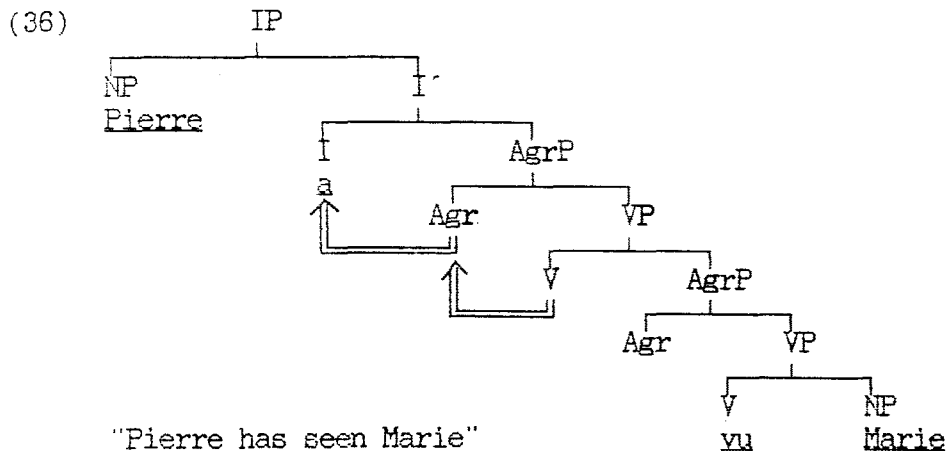 (36) IP
NP I´
Pierre
I AgrP
a
Agr VP
V AgrP
Agr VP
V NP
"Pierre has seen Marie" vu Marie